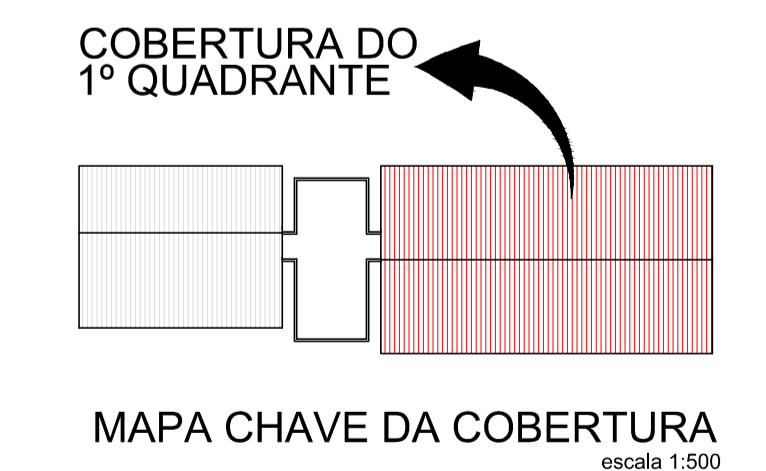 COBERTURA DO
1º QUADRANTE
MAPA CHAVE DA COBERTURA
escala 1:500